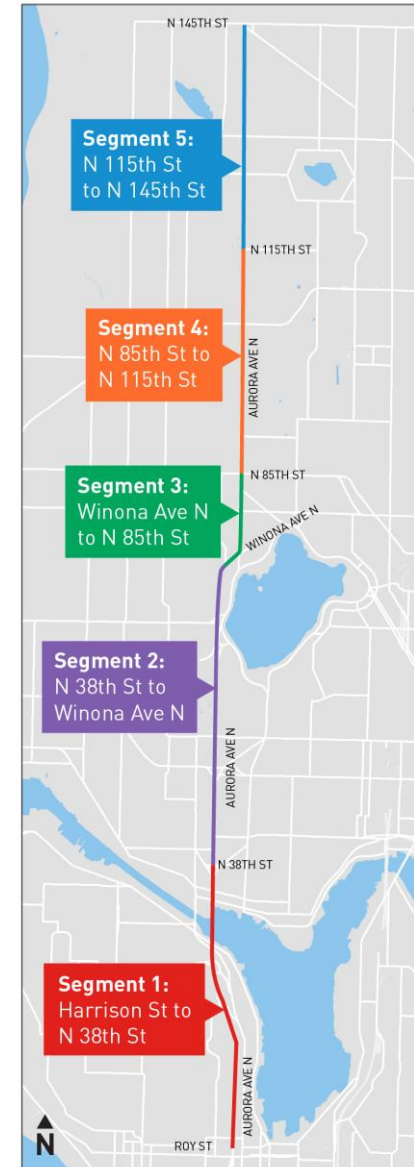 N 145TH ST
Segment 5:
N 115th St
to N 145th St
N 115TH ST
Segment 4:
N 85th St to
N 115th St
AURORA AVE N
N 85TH ST
Segment 3:
Winona Ave N
to N 85th St
WINONA AVE N
Segment 2:
N 38th St to
Winona Ave N
AURORA AVE N
N 38TH ST
Segment 1:
Harrison St to
N 38th St
AURORA AVE N
N
ROY ST